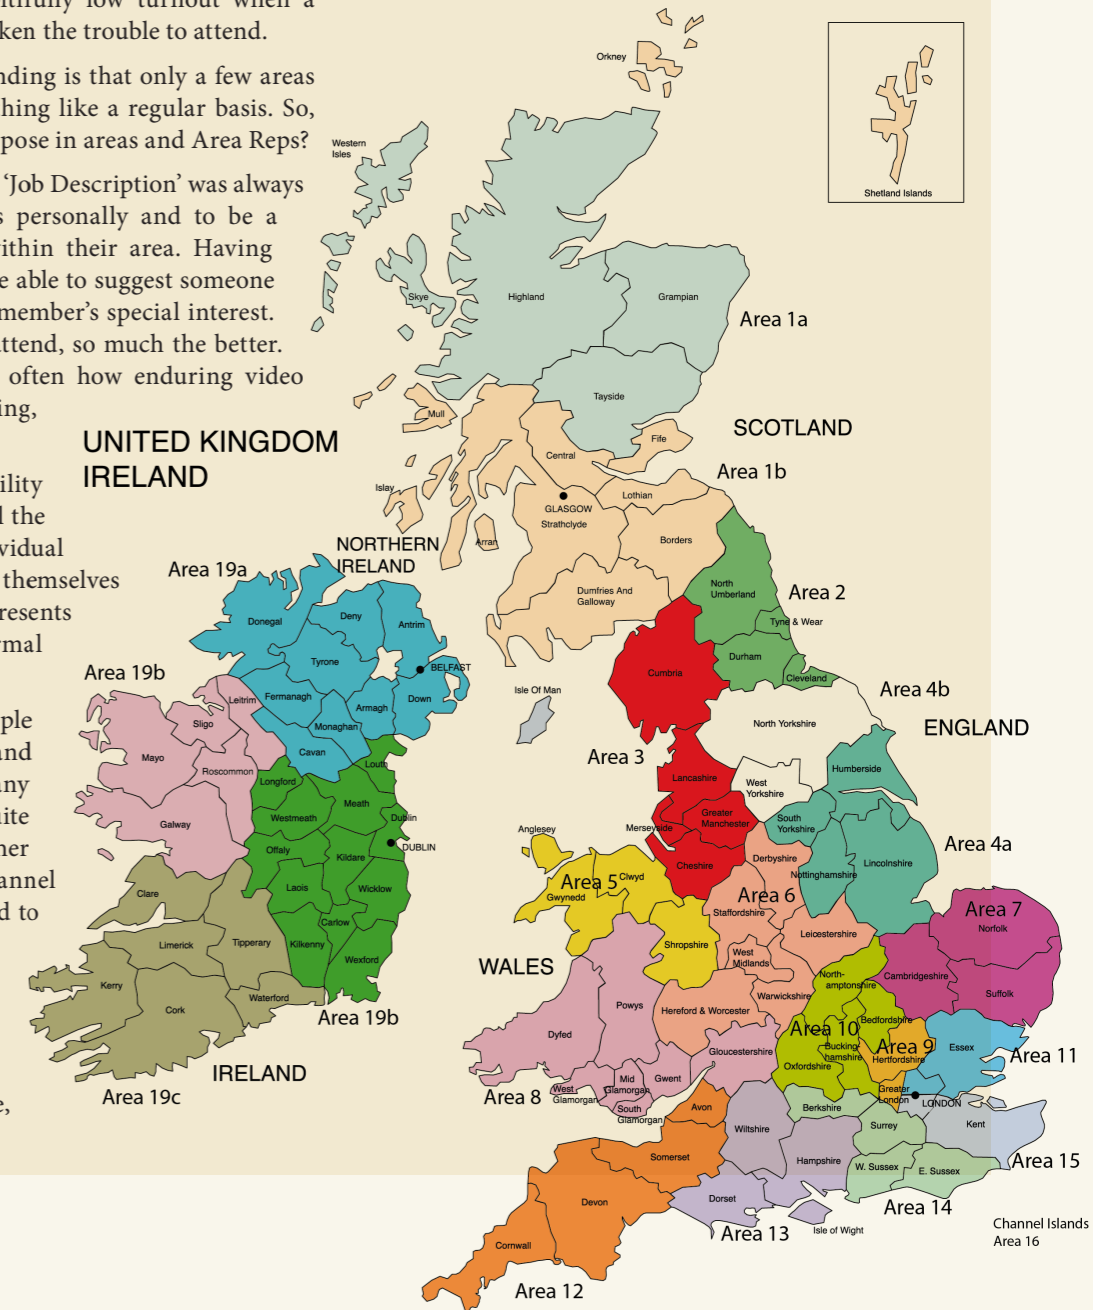 ntifully low turnout when a
ken the trouble to attend.
nding is that only a few areas
hing like a regular basis. So,
pose in areas and Area Reps?
‘Job Description’ was always
s personally and to be a
within their area. Having
e able to suggest someone
member’s special interest.
attend, so much the better.
often how enduring video
ing,
ility
l the
vidual
themselves
resents
rmal
ple
and
any
uite
her
annel
d to
e,
UNITED KINGDOM
IRELAND
Orkney
Shetland Islands
Western
Isles
Skye
Highland
Grampian
Area 1a
Tayside
Mull
SCOTLAND
Fife
Central
Area 1b
Islay
Lothian
GLASGOW
Strathclyde
Arran
Borders
NORTHERN
IRELAND
Area 19a
Dumfries And
Galloway
North
Umberland
Area 2
Tyne & Wear
Donegal
Deny
Antrim
Durham
Tyrone
BELFAST
Cumbria
Cleveland
Area 19b
Leitrim
Fermanagh
Armagh
Down
Isle Of Man
Area 4b
Sligo
Monaghan
North Yorkshire
ENGLAND
Mayo
Cavan
Area 3
Roscommon
Louth
Longford
Lancashire
West
Yorkshire
Humberside
Meath
Galway
Westmeath
Dublin
Anglesey
Merseyside
Greater
Manchester
South
Yorkshire
DUBLIN
Offaly
Kildare
Area 4a
Cheshire
Derbyshire
Lincolnshire
Nottinghamshire
Clare
Laois
Wicklow
Area 5
Clwyd
Gwynedd
Area 6
Staffordshire
Area 7
Norfolk
Carlow
Limerick
Tipperary
Kilkenny
Shropshire
Leicestershire
WALES
West
Midlands
Wexford
Cambridgeshire
Kerry
Suffolk
North-
amptonshire
Waterford
Warwickshire
Cork
Powys
Hereford & Worcester
Area 19b
Bedfordshire
Area 10
Dyfed
Bucking-
hamshire
Area 9
Hertfordshire
Essex
Area 11
Gloucestershire
Oxfordshire
IRELAND
Area 19c
Area 8
West
Glamorgan
Mid
Glamorgan
Gwent
South
Glamorgan
Greater
London
LONDON
Avon
Berkshire
Wiltshire
Surrey
Kent
Somerset
Hampshire
W. Sussex
E. Sussex
Area 15
Devon
Dorset
Area 14
Area 13
Isle of Wight
Channel Islands
Area 16
Cornwall
Area 12